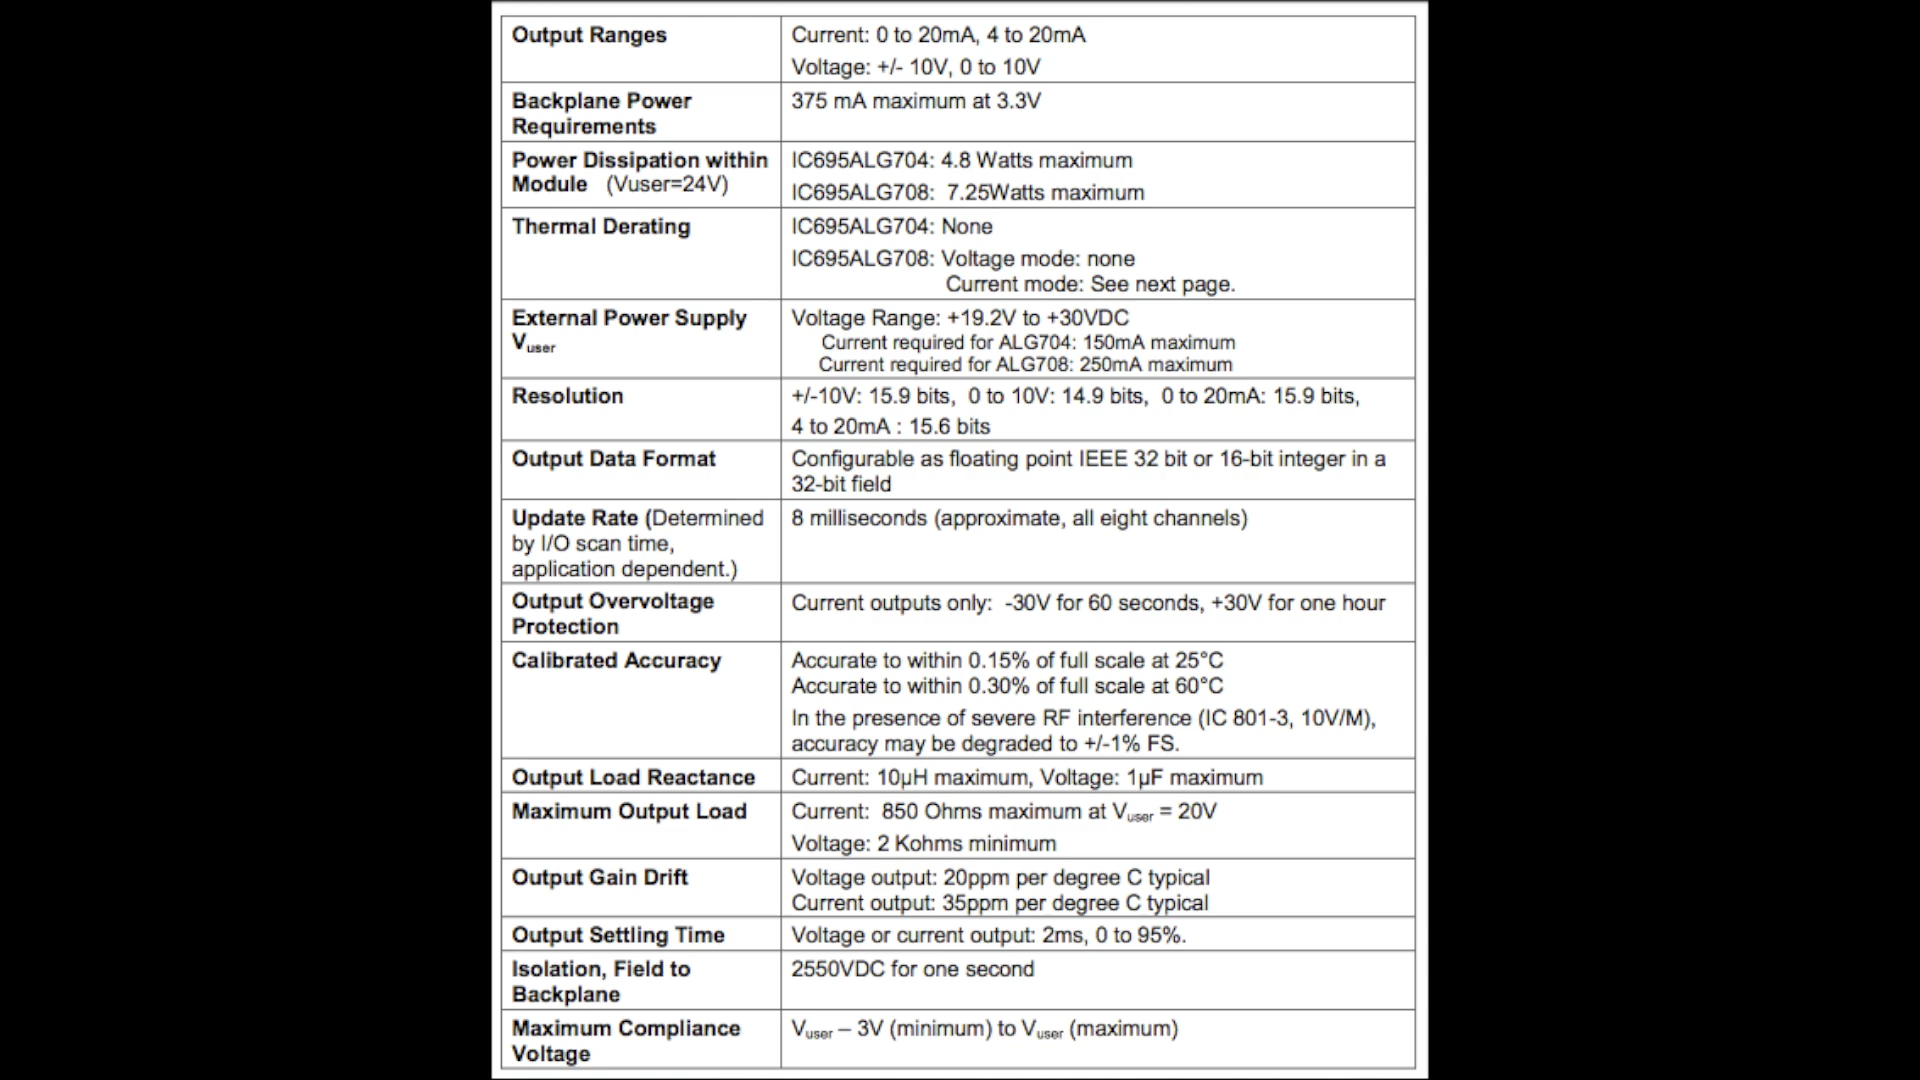 Output Ranges
Current: 0 to 20mA, 4 to 20mA
Voltage: +/- 10V, 0 to 10V
Backplane Power
Requirements
375 mA maximum at 3.3V
Power Dissipation within
Module (Vuser=24V)
IC695ALG704: 4.8 Watts maximum
IC695ALG708: 7.25Watts maximum
Thermal Derating
IC695ALG704: None
IC695ALG708: Voltage mode: none
Current mode: See next page.
External Power Supply
Vuser
Voltage Range: +19.2V to +30VDC
Current required for ALG704: 150mA maximum
Current required for ALG708: 250mA maximum
Resolution
+/-10V: 15.9 bits, 0 to 10V: 14.9 bits, 0 to 20mA: 15.9 bits,
4 to 20mA : 15.6 bits
Output Data Format
Configurable as floating point IEEE 32 bit or 16-bit integer in a
32-bit field
Update Rate (Determined
by I/O scan time,
application dependent.)
8 milliseconds (approximate, all eight channels)
Output Overvoltage
Protection
Current outputs only: -30V for 60 seconds, +30V for one hour
Calibrated Accuracy
Accurate to within 0.15% of full scale at 25°C
Accurate to within 0.30% of full scale at 60°C
In the presence of severe RF interference (IC 801-3, 10V/M),
accuracy may be degraded to +/-1% FS.
Output Load Reactance
Current: 10µH maximum, Voltage: 1µF maximum
Maximum Output Load
Current: 850 Ohms maximum at Vuser = 20V
Voltage: 2 Kohms minimum
Output Gain Drift
Voltage output: 20ppm per degree C typical
Current output: 35ppm per degree C typical
Output Settling Time
Voltage or current output: 2ms, 0 to 95%.
Isolation, Field to
Backplane
2550VDC for one second
Maximum Compliance
Voltage
Vuser – 3V (minimum) to Vuser (maximum)